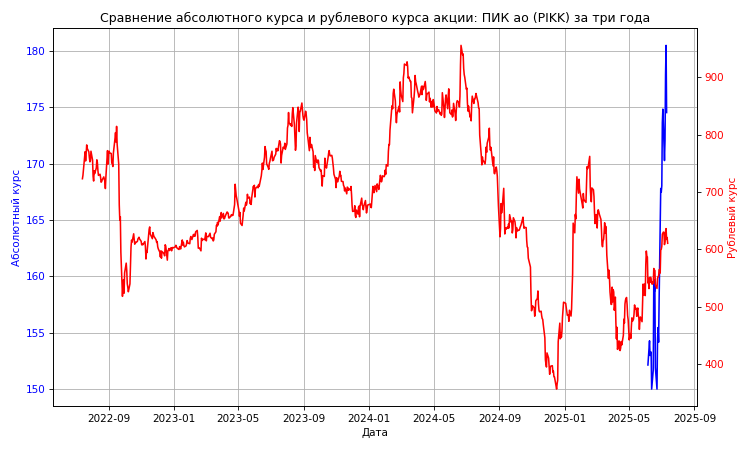 Сравнение абсолютного курса и рублевого курса акции: ПИК ао (PIKK) за три года
180
175
170
165
160
155
150
Абсолютный курс
900
800
700
600
500
400
Рублевый курс
2022-09 2023-01 2023-05 2023-09 2024-01 2024-05 2024-09 2025-01 2025-05 2025-09
Дата